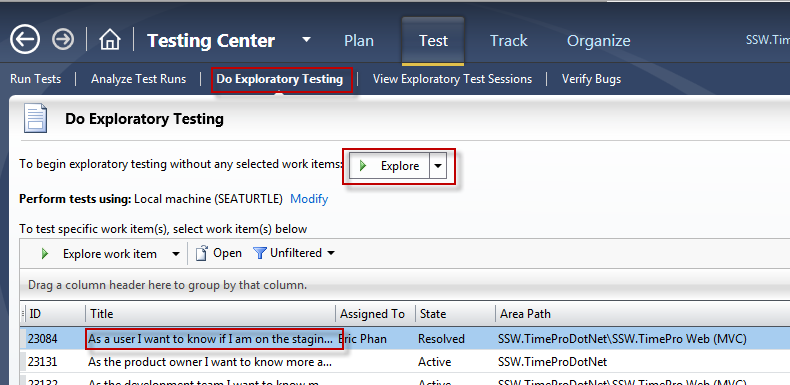 Testing Center Plan Test Track Organize SSW.TimePro
Run Tests Analyze Test Runs Do Exploratory Testing View Exploratory Test Sessions Verify Bugs
Do Exploratory Testing
To begin exploratory testing without any selected work items: Explore
Perform tests using: Local machine (SEATURTLE) Modify
To test specific work item(s), select work item(s) below
Explore work item Open Unfiltered
Drag a column header here to group by that column.
ID Title Assigned To State Area Path
23084 As a user I want to know if I am on the stagin... Eric Phan Resolved SSW.TimeProDotNet\SSW.TimePro Web (MVC)
23131 As the product owner I want to know more a... Active SSW.TimeProDotNet
23132 As the development team I want to know m... Active SSW.TimeProDotNet\SSW.TimePro Web (MVC)